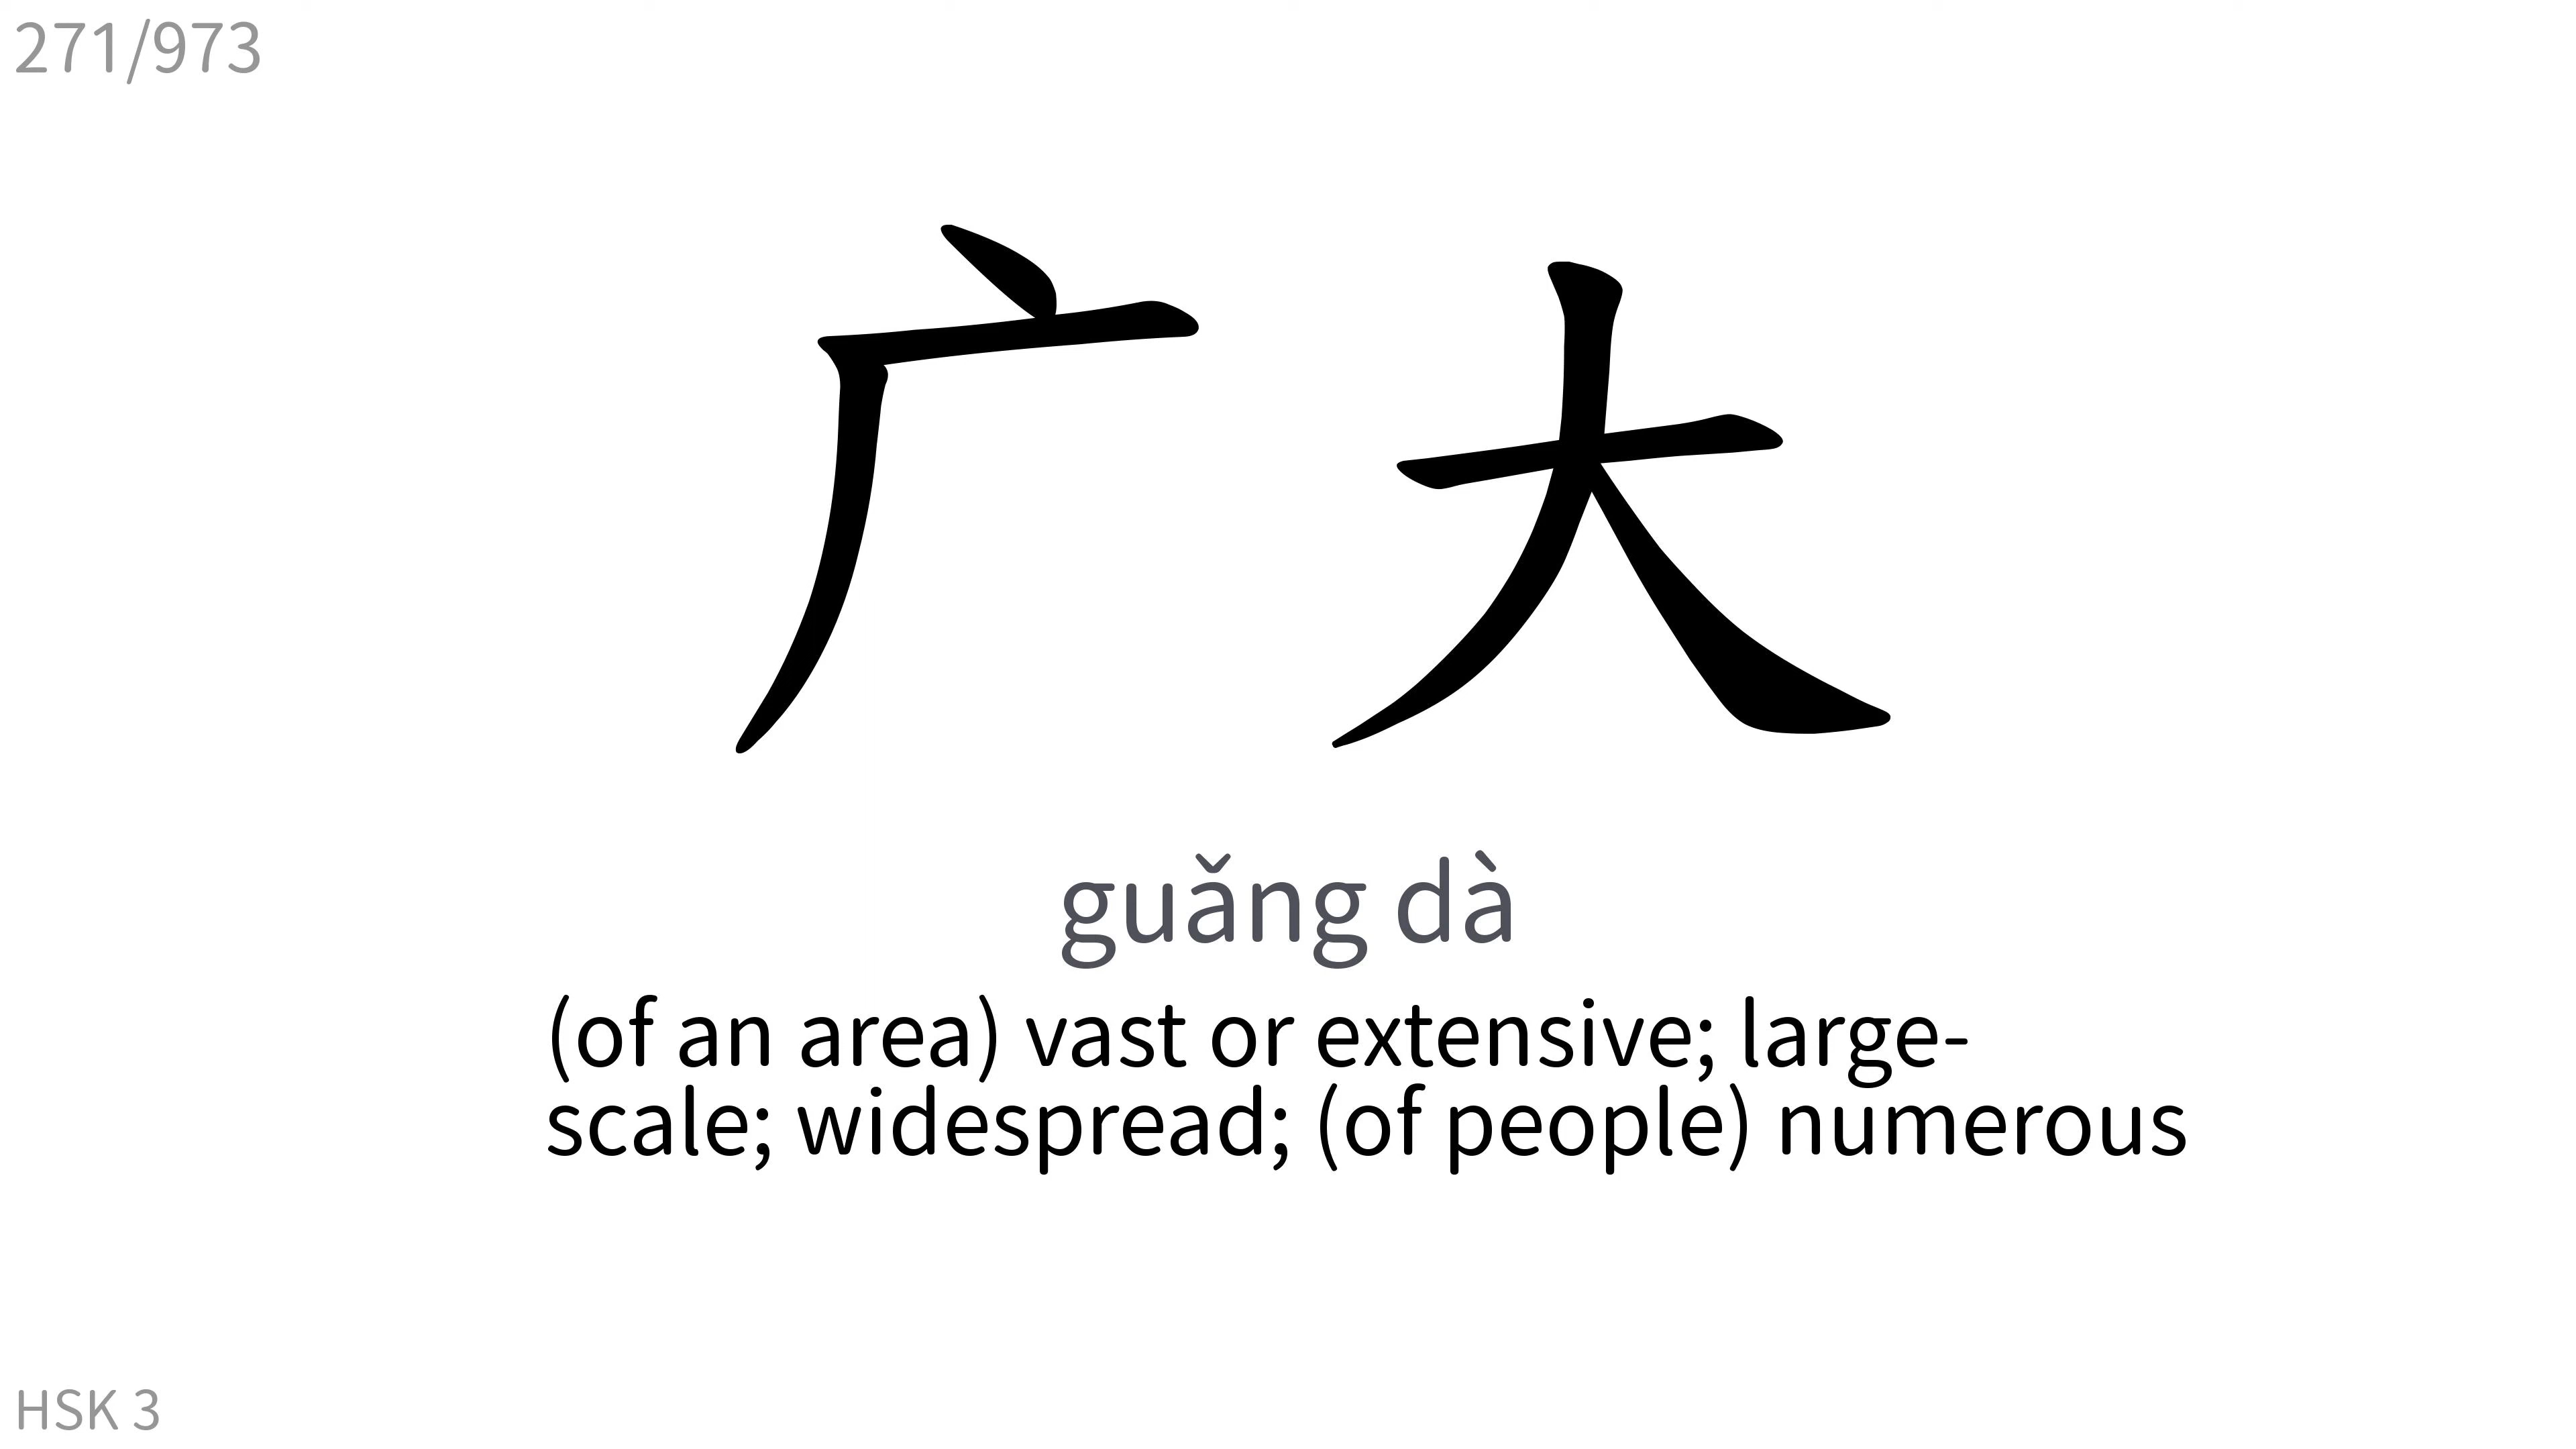 271/973
广大
guǎng dà
(of an area) vast or extensive; large-
scale; widespread; (of people) numerous
HSK 3